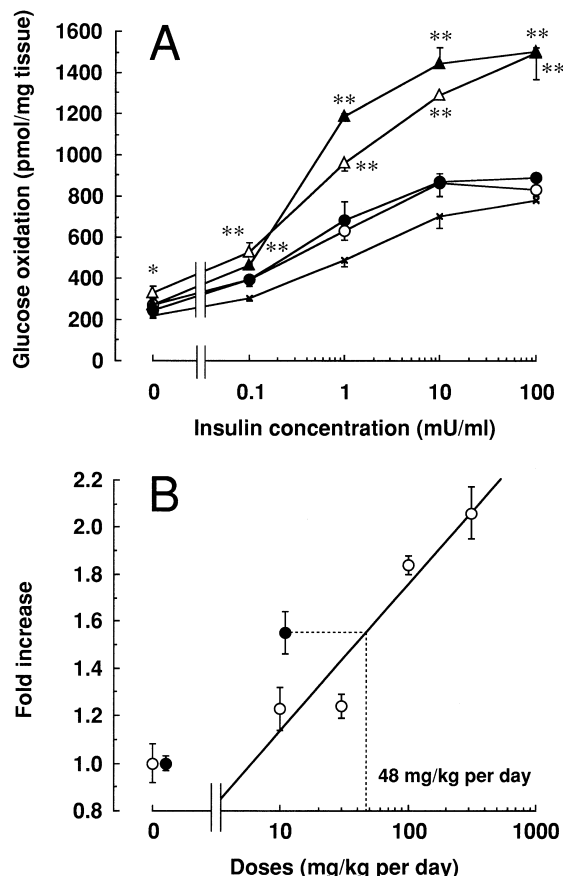 A
Glucose oxidation (pmol/mg tissue)
1600
1400
1200
1000
800
600
400
200
0
*
**
**
**
**
**
**
**
**
0 0.1 1 10 100
Insulin concentration (mU/ml)
B
Fold increase
2.2
2.0
1.8
1.6
1.4
1.2
1.0
0.8
48 mg/kg per day
0 10 100 1000
Doses (mg/kg per day)